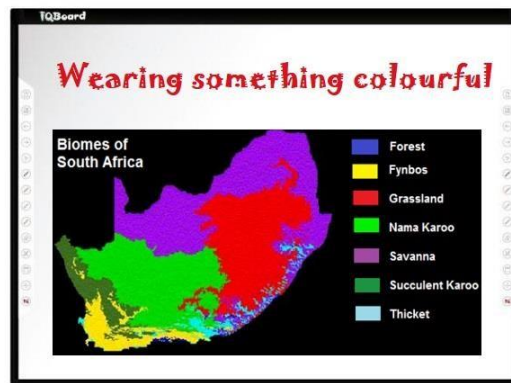 IQBoard
Wearing something colourful
Biomes of
South Africa
Forest
Fynbos
Grassland
Nama Karoo
Savanna
Succulent Karoo
Thicket